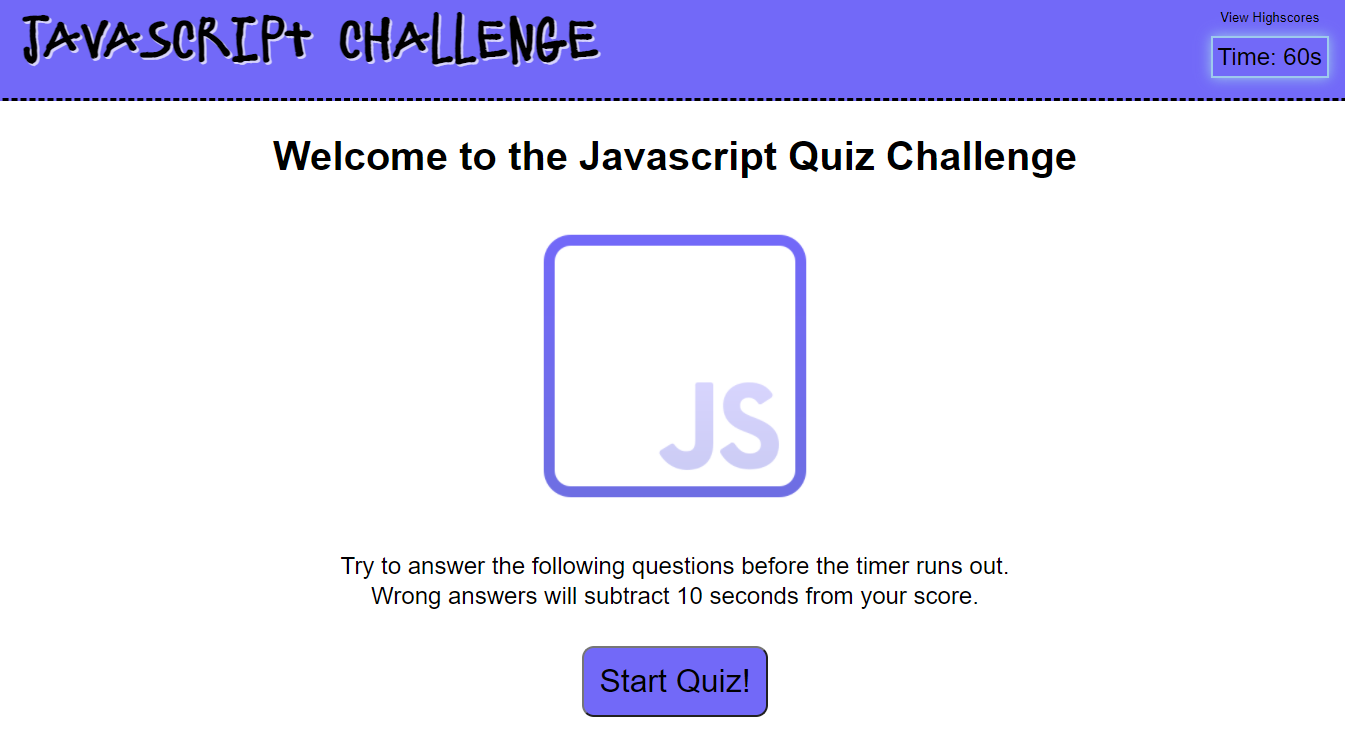 JAVASCRIPT CHALLENGE
View Highscores
Time: 60s
Welcome to the Javascript Quiz Challenge
JS
Try to answer the following questions before the timer runs out.
Wrong answers will subtract 10 seconds from your score.
Start Quiz!